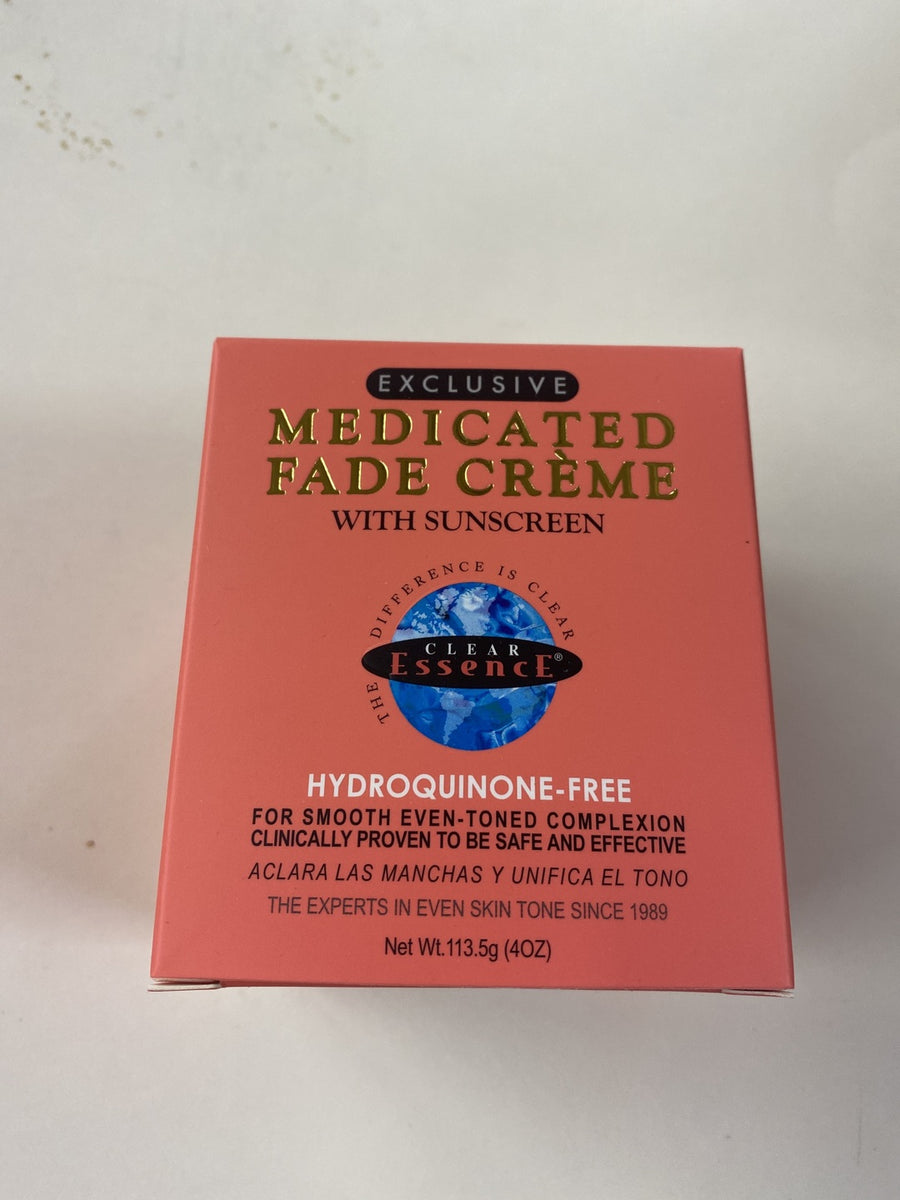 EXCLUSIVE
MEDICATED
FADE CRÈME
WITH SUNSCREEN
THE DIFFERENCE IS CLEAR
CLEAR
EssencE®
HYDROQUINONE-FREE
FOR SMOOTH EVEN-TONED COMPLEXION
CLINICALLY PROVEN TO BE SAFE AND EFFECTIVE
ACLARA LAS MANCHAS Y UNIFICA EL TONO
THE EXPERTS IN EVEN SKIN TONE SINCE 1989
Net Wt.113.5g (4OZ)